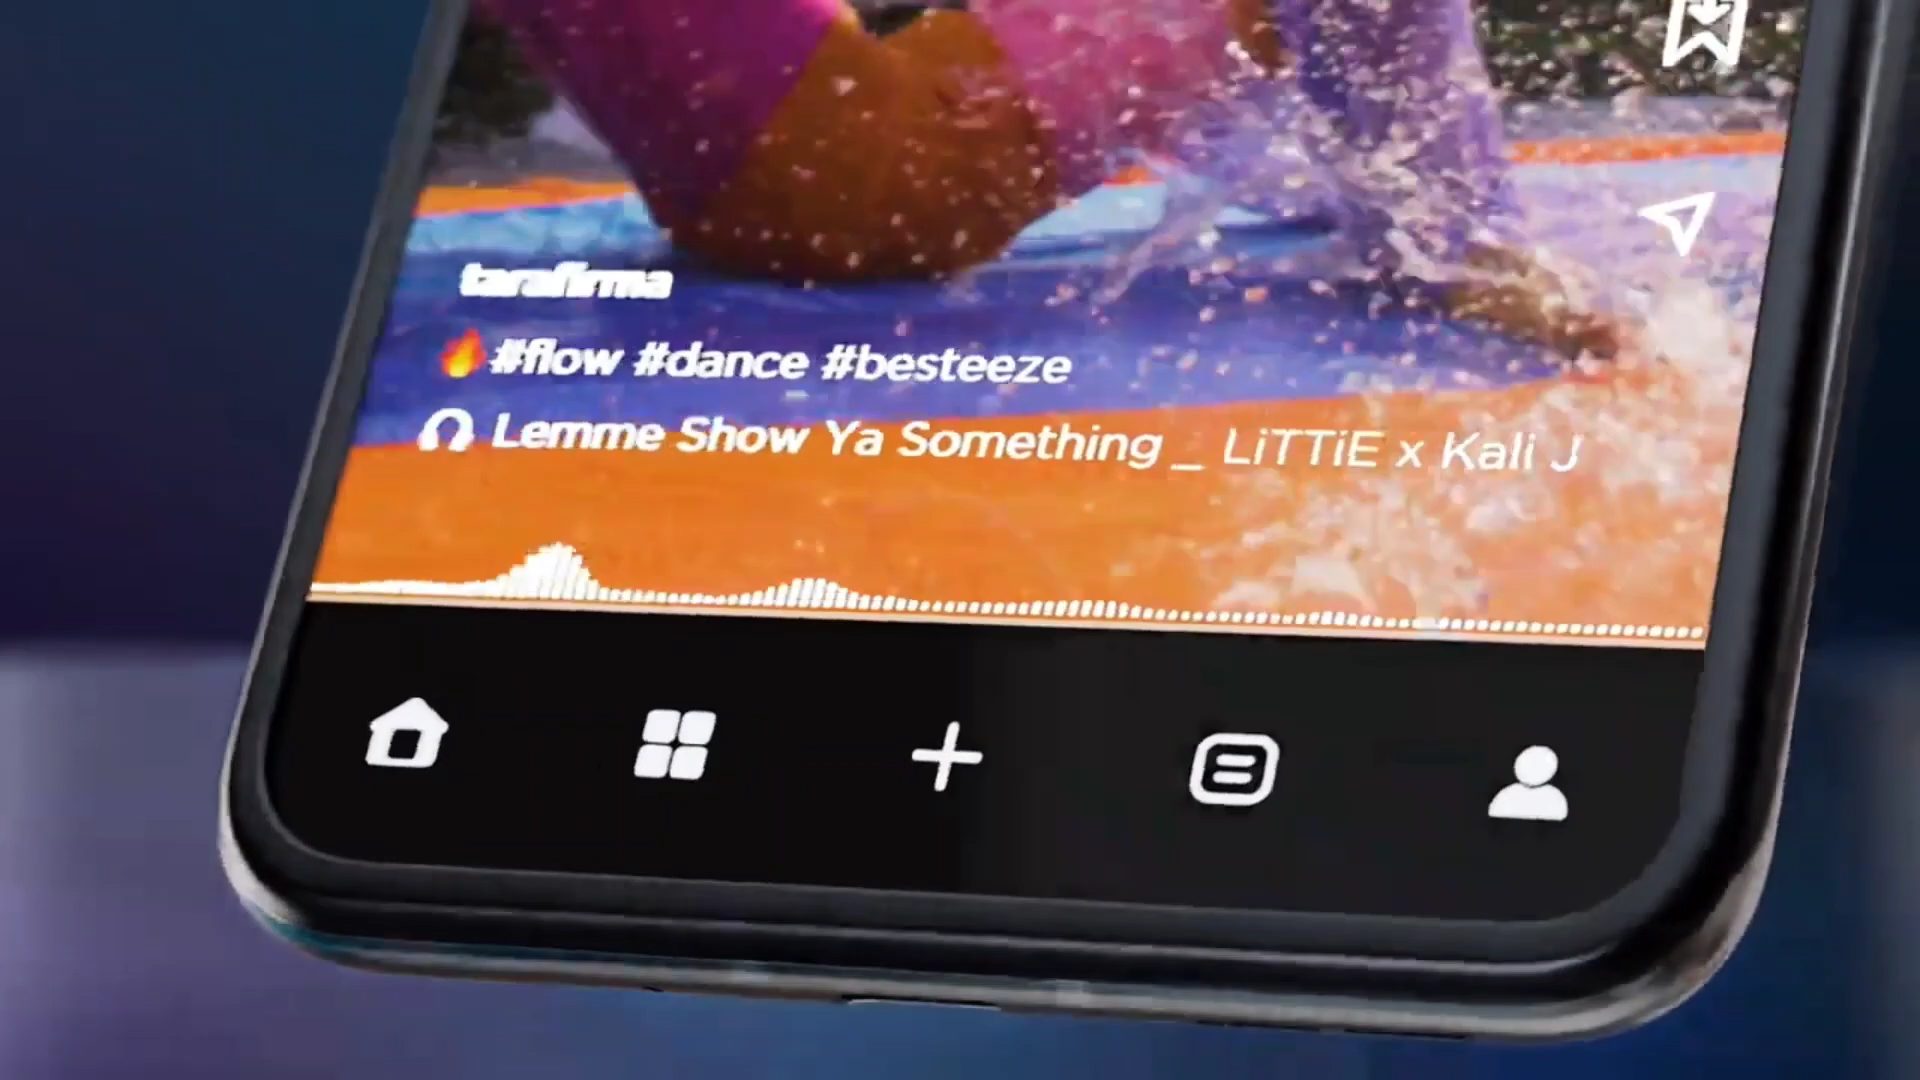 tarafirma
#flow #dance #besteeze
Lemme Show Ya Something _ LiTTiE x Kali J